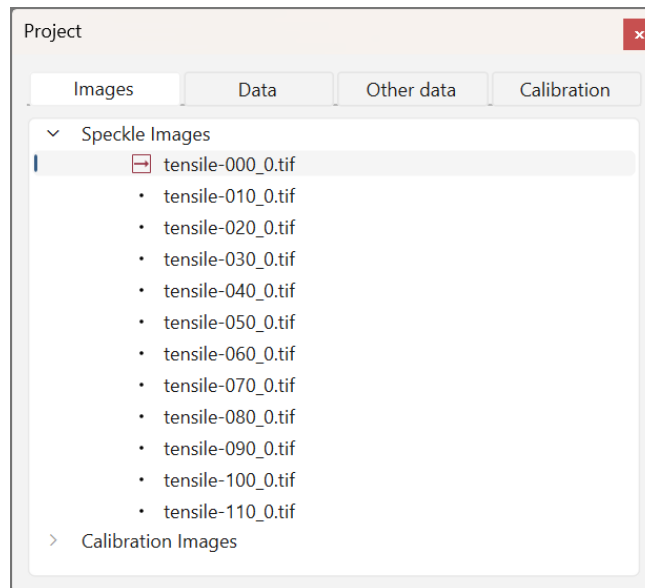 Project
Images Data Other data Calibration
Speckle Images
tensile-000_0.tif
tensile-010_0.tif
tensile-020_0.tif
tensile-030_0.tif
tensile-040_0.tif
tensile-050_0.tif
tensile-060_0.tif
tensile-070_0.tif
tensile-080_0.tif
tensile-090_0.tif
tensile-100_0.tif
tensile-110_0.tif
Calibration Images